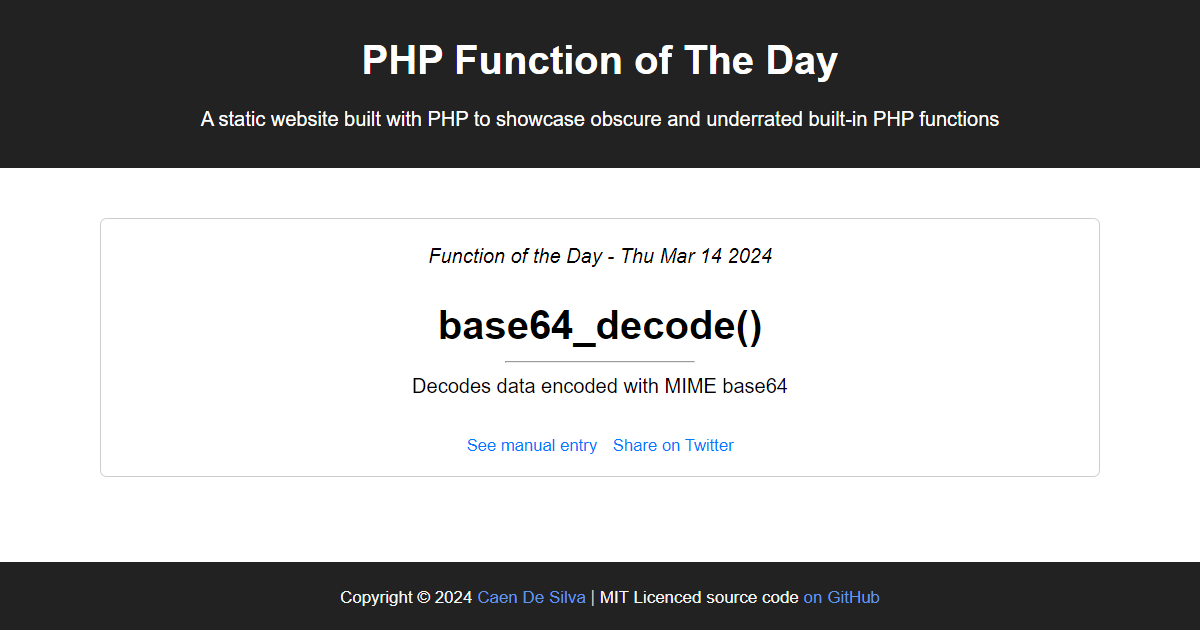 PHP Function of The Day
A static website built with PHP to showcase obscure and underrated built-in PHP functions
Function of the Day - Thu Mar 14 2024
base64_decode()
Decodes data encoded with MIME base64
See manual entry Share on Twitter
Copyright © 2024 Caen De Silva | MIT Licenced source code on GitHub